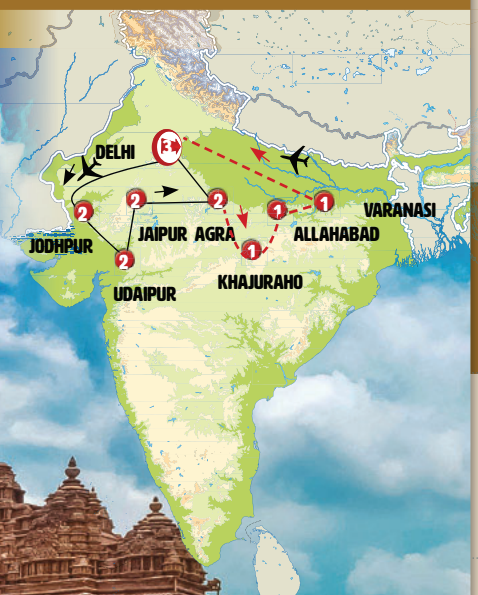 3
DELHI
2
2
2
1
1
VARANASI
JODHPUR
JAIPUR
AGRA
ALLAHABAD
2
1
KHAJURAHO
UDAIPUR